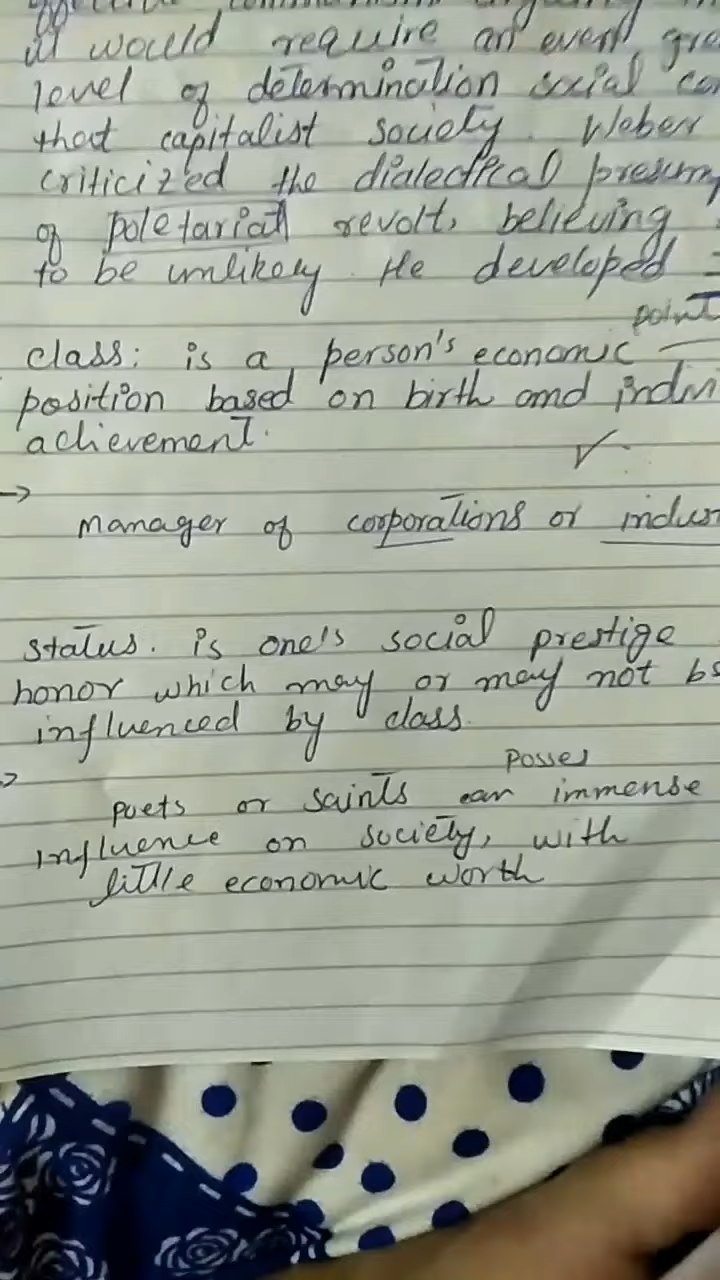 it would require an even gre
level of determination social con
that capitalist society. Weber
criticized the dialectical presum
of poletariat revolt, believing
to be unlikely. He developed
point
class: is a person's economic
position based on birth and indivi
achievement.
→ manager of corporations or indus
status. is one's social prestige
honor which may or may not be
influenced by class.
posses
poets or saints can immense
influence on society, with
little economic worth